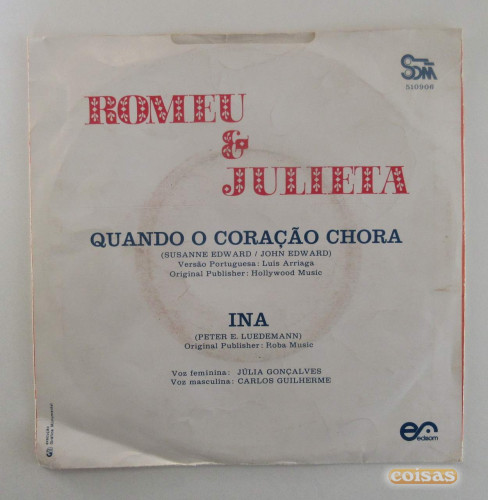 SDM
510906
ROMEU
&
JULIETA
QUANDO O CORAÇÃO CHORA
(SUSANNE EDWARD / JOHN EDWARD)
Versão Portuguesa: Luis Arriaga
Original Publisher: Hollywood Music
INA
(PETER E. LUEDEMANN)
Original Publisher: Roba Music
Voz feminina: JÚLIA GONÇALVES
Voz masculina: CARLOS GUILHERME
edisom
coisas